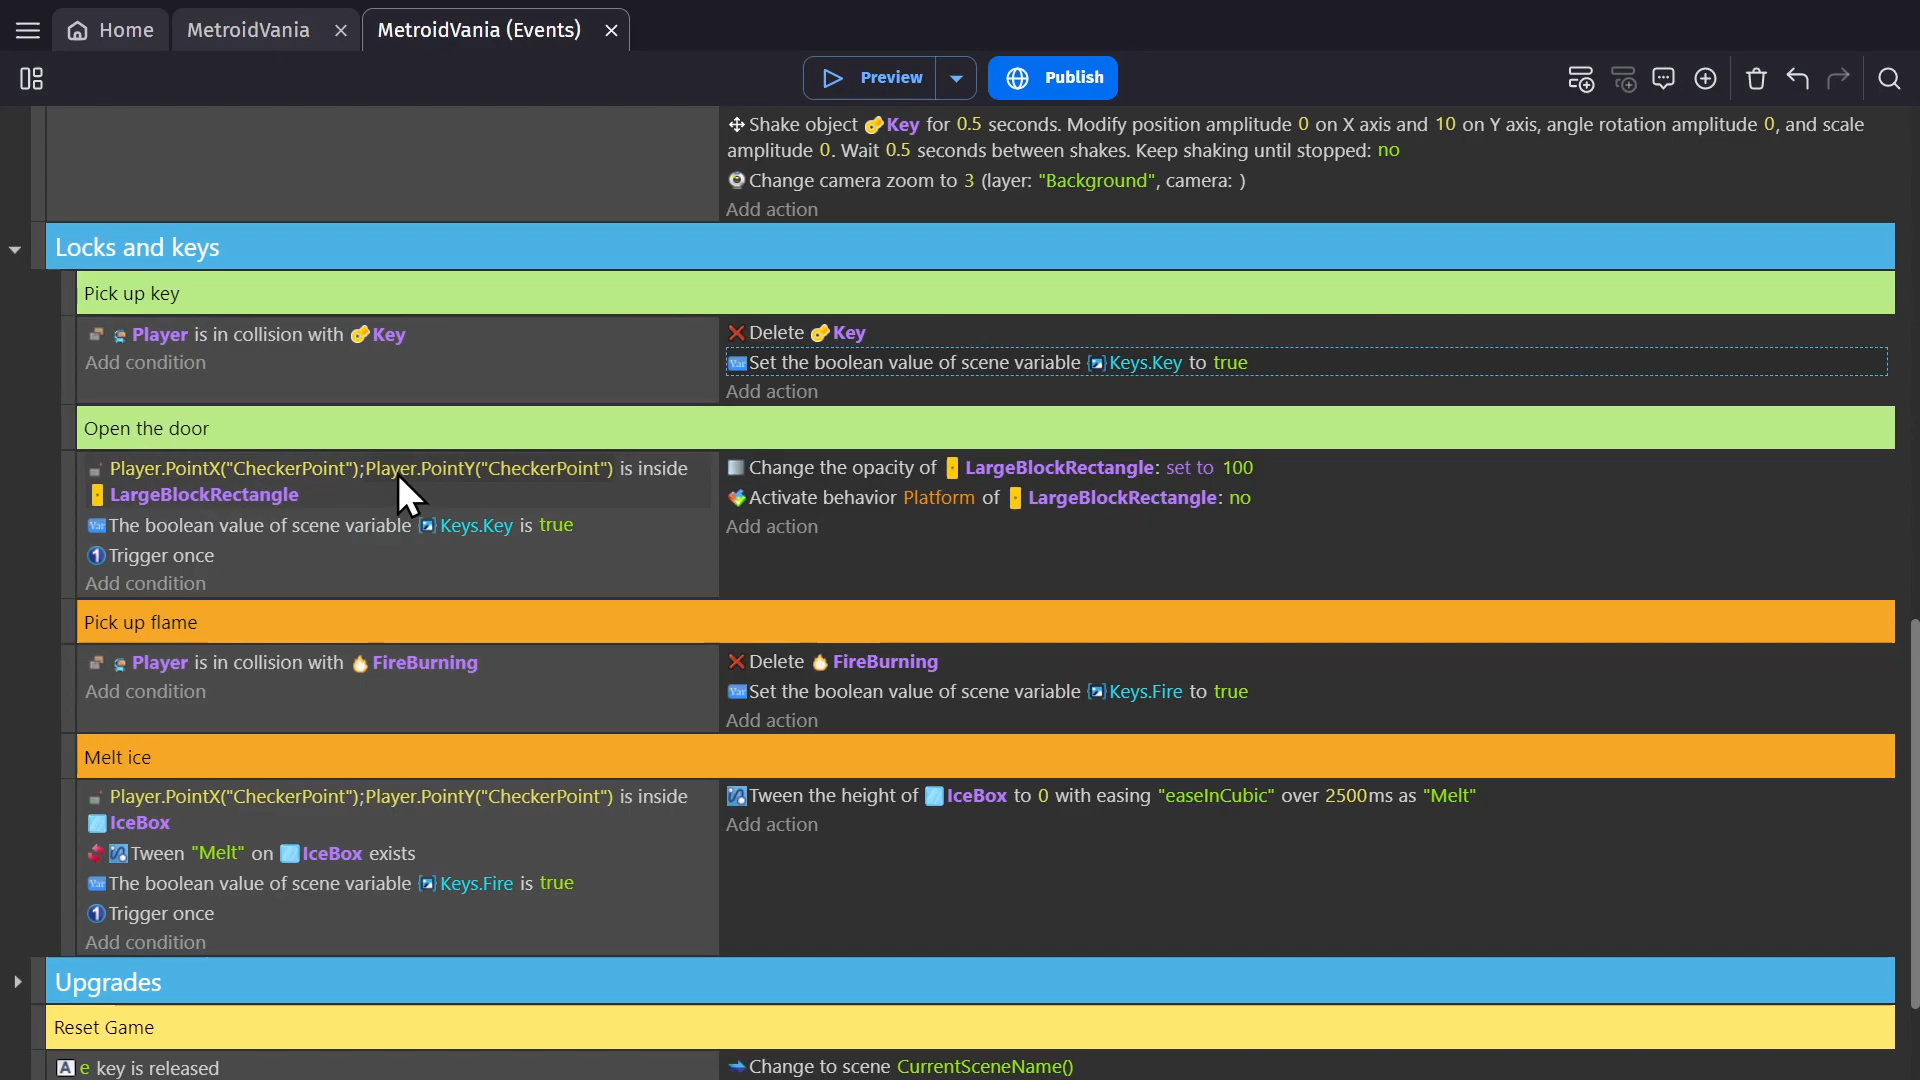 Home
MetroidVania
MetroidVania (Events)
Preview
Publish
Shake object Key for 0.5 seconds. Modify position amplitude 0 on X axis and 10 on Y axis, angle rotation amplitude 0, and scale
amplitude 0. Wait 0.5 seconds between shakes. Keep shaking until stopped: no
Change camera zoom to 3 (layer: "Background", camera: )
Add action
Locks and keys
Pick up key
Player is in collision with Key
Add condition
Delete Key
Var Set the boolean value of scene variable Keys.Key to true
Add action
Open the door
Player.PointX("CheckerPoint");Player.PointY("CheckerPoint") is inside
LargeBlockRectangle
Var The boolean value of scene variable Keys.Key is true
1 Trigger once
Add condition
Change the opacity of LargeBlockRectangle: set to 100
Activate behavior Platform of LargeBlockRectangle: no
Add action
Pick up flame
Player is in collision with FireBurning
Add condition
Delete FireBurning
Var Set the boolean value of scene variable Keys.Fire to true
Add action
Melt ice
Player.PointX("CheckerPoint");Player.PointY("CheckerPoint") is inside
IceBox
Tween "Melt" on IceBox exists
Var The boolean value of scene variable Keys.Fire is true
1 Trigger once
Add condition
Tween the height of IceBox to 0 with easing "easeInCubic" over 2500ms as "Melt"
Add action
Upgrades
Reset Game
A e key is released
Change to scene CurrentSceneName()